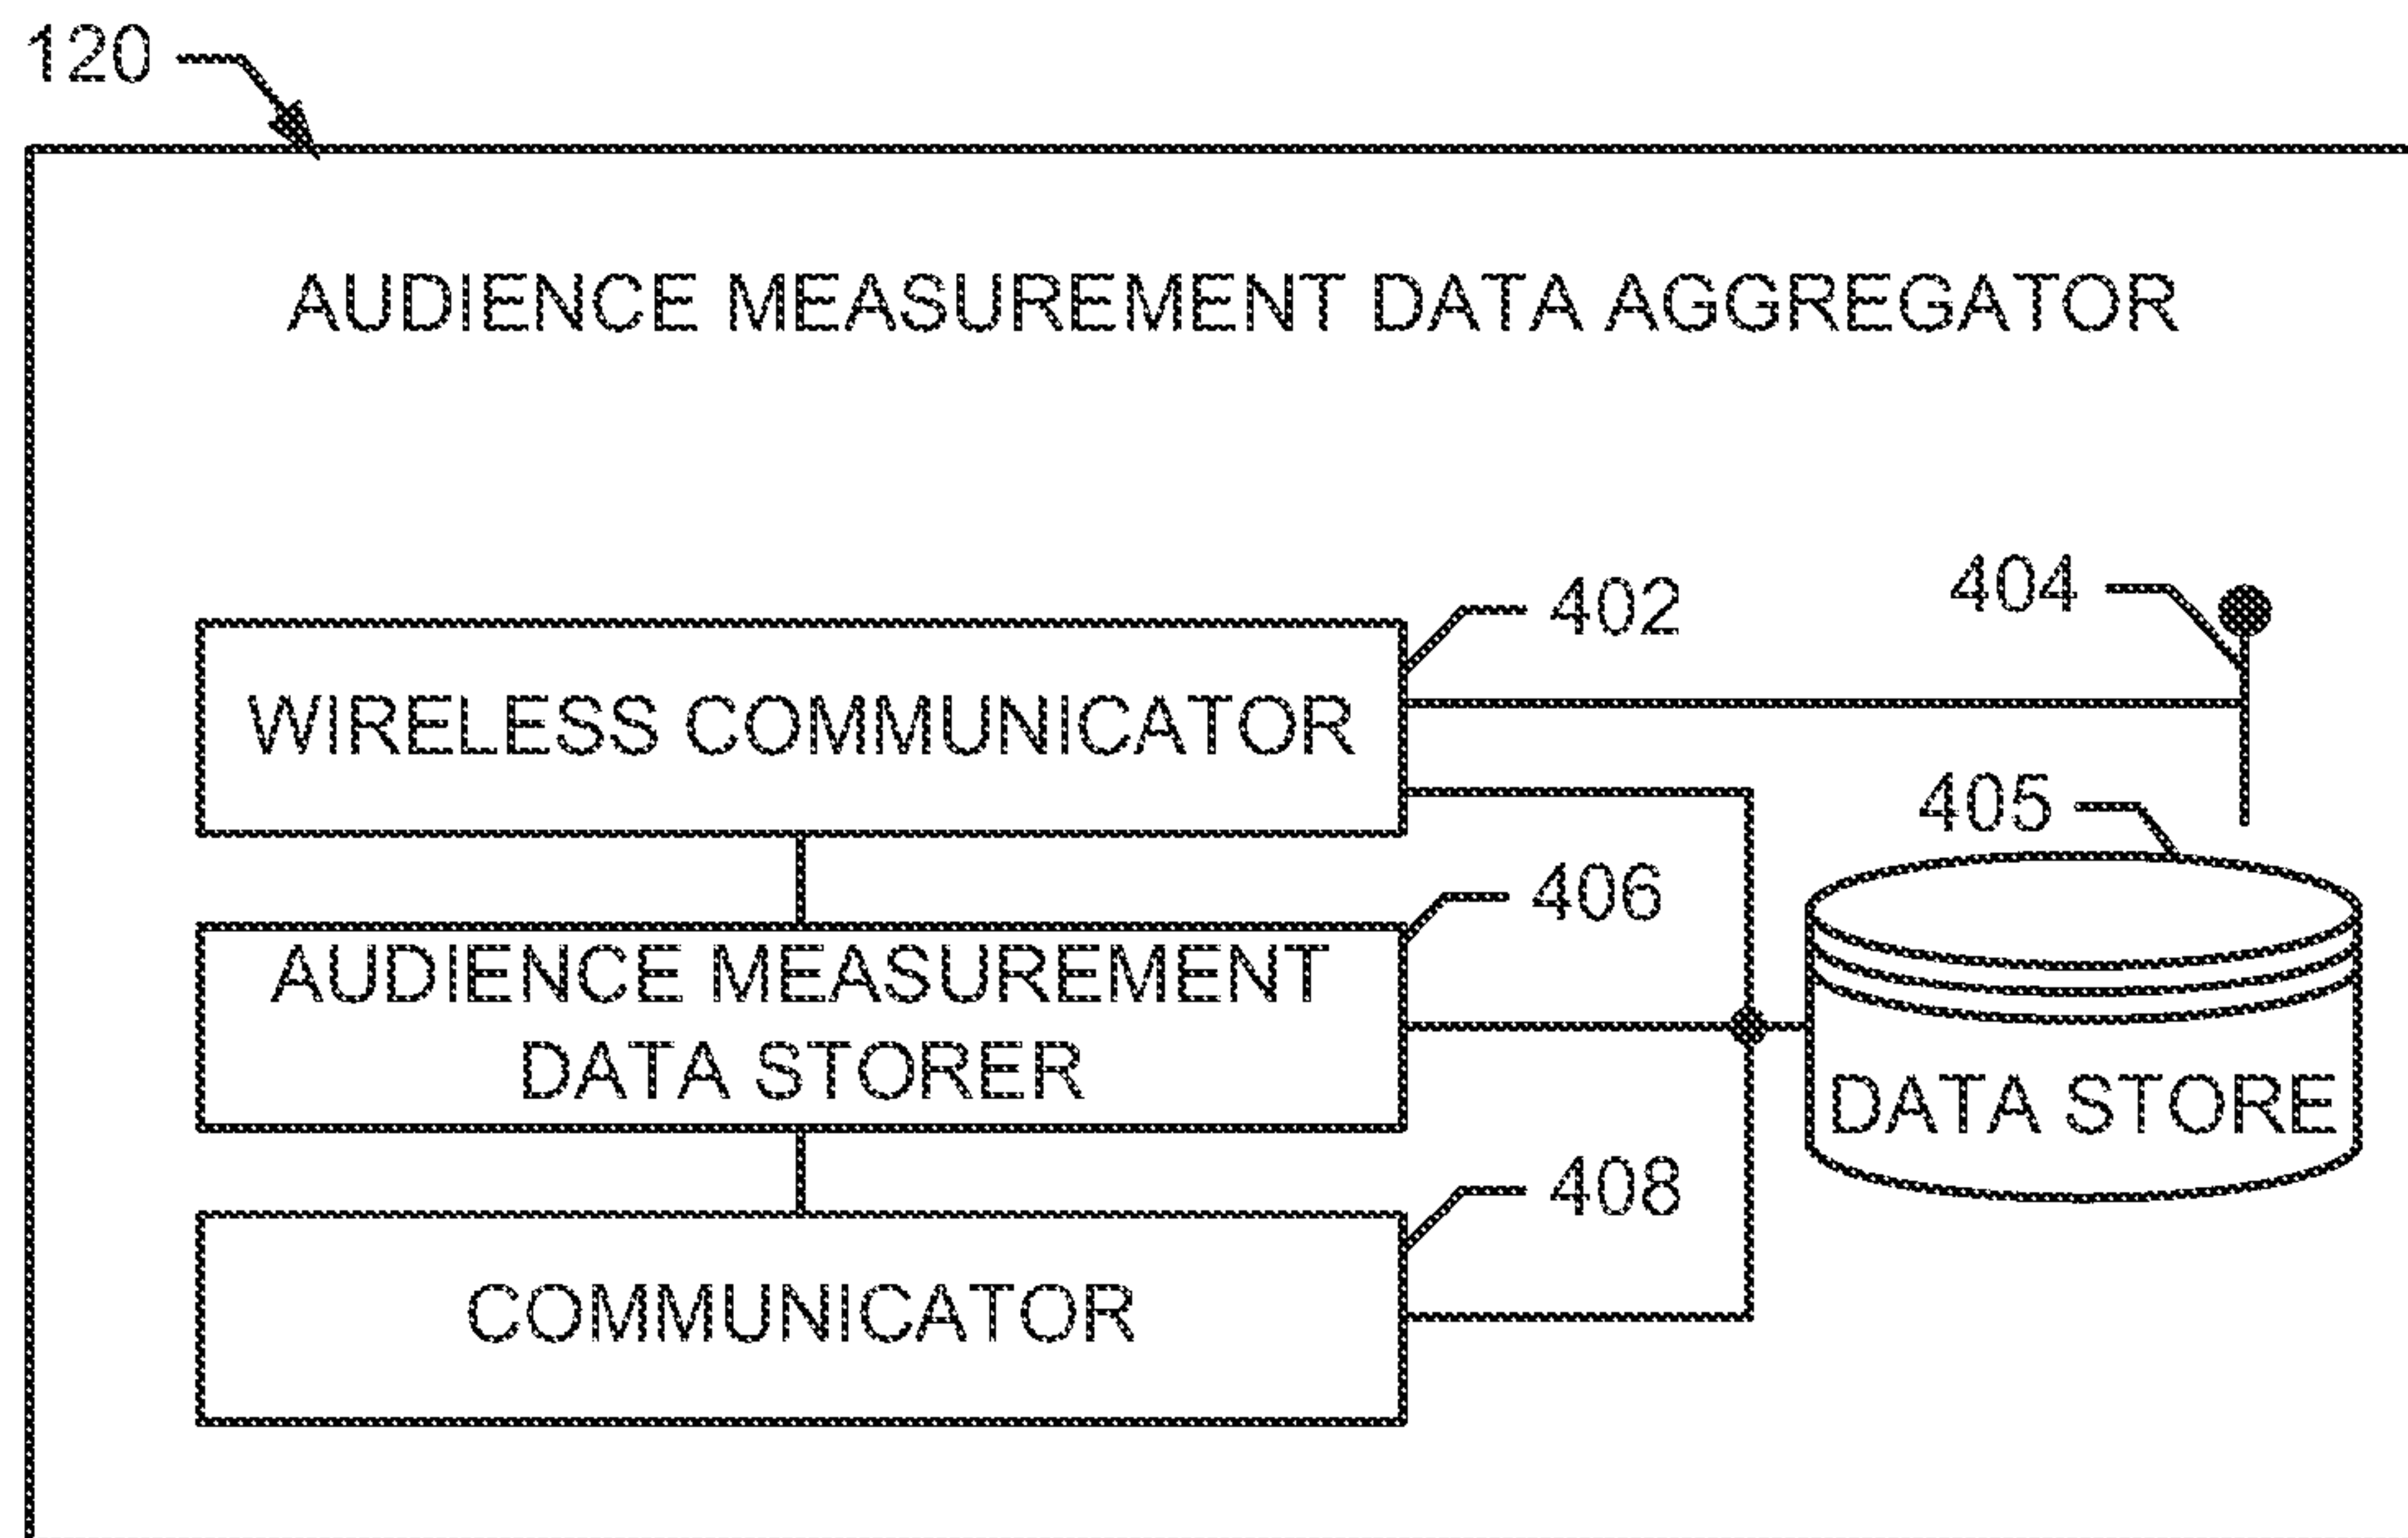 120
AUDIENCE MEASUREMENT DATA AGGREGATOR
402
404
WIRELESS COMMUNICATOR
405
406
AUDIENCE MEASUREMENT
DATA STORER
DATA STORE
408
COMMUNICATOR